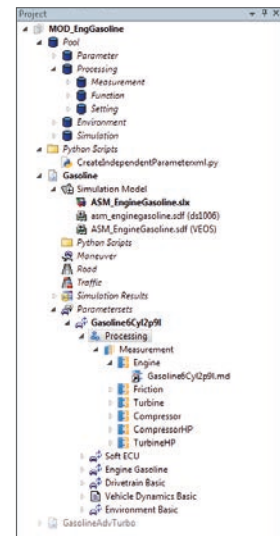 Project
MOD_EngGasoline
Pool
Parameter
Processing
Measurement
Function
Setting
Environment
Simulation
Python Scripts
CreateIndependentParameterxml.py
Gasoline
Simulation Model
ASM_EngineGasoline.slx
asm_enginegasoline.sdf (ds1006)
ASM_EngineGasoline.sdf (VEOS)
Python Scripts
Maneuver
Road
Traffic
Simulation Results
Parametersets
Gasoline6Cyl2p9l
Processing
Measurement
Engine
Gasoline6Cyl2p9l.md
Friction
Turbine
Compressor
CompressorHP
TurbineHP
Soft ECU
Engine Gasoline
Drivetrain Basic
Vehicle Dynamics Basic
Environment Basic
GasolineAdvTurbo